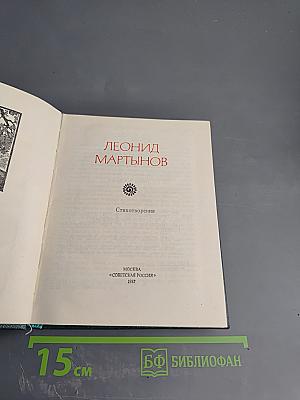 ЛЕОНИД
МАРТЫНОВ
Стихотворения
МОСКВА
«СОВЕТСКАЯ РОССИЯ»
1987
15см
БФ БИБЛИОФАН